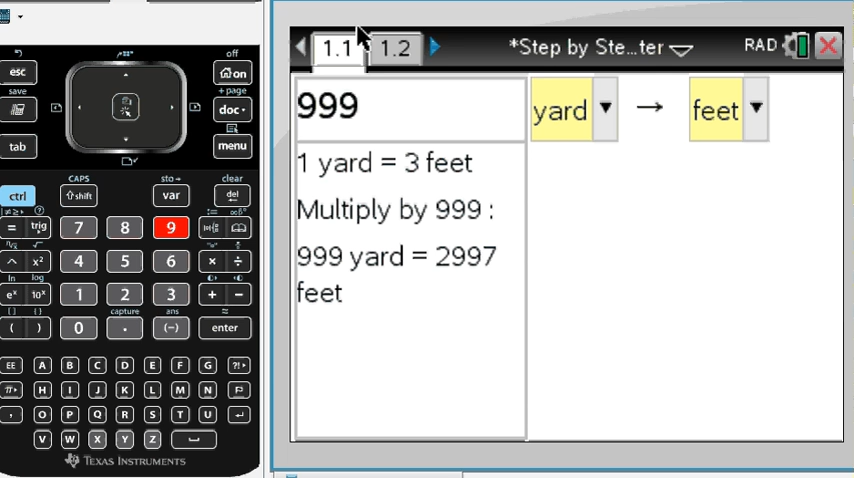 1.1
1.2
*Step by Ste...ter
RAD
999
yard
→
feet
1 yard = 3 feet
Multiply by 999 :
999 yard = 2997
feet
off
esc
on
save
+ page
doc
tab
menu
CAPS
sto→
clear
ctrl
shift
var
del
= trig 7 8 9
^ x² 4 5 6 × ÷
ln log
eˣ 10ˣ 1 2 3 + −
[] {}
capture
ans
≈
( ) 0 . (−) enter
EE A B C D E F G ?!▸
π▸ H I J K L M N
, O P Q R S T U
V W X Y Z
TEXAS INSTRUMENTS